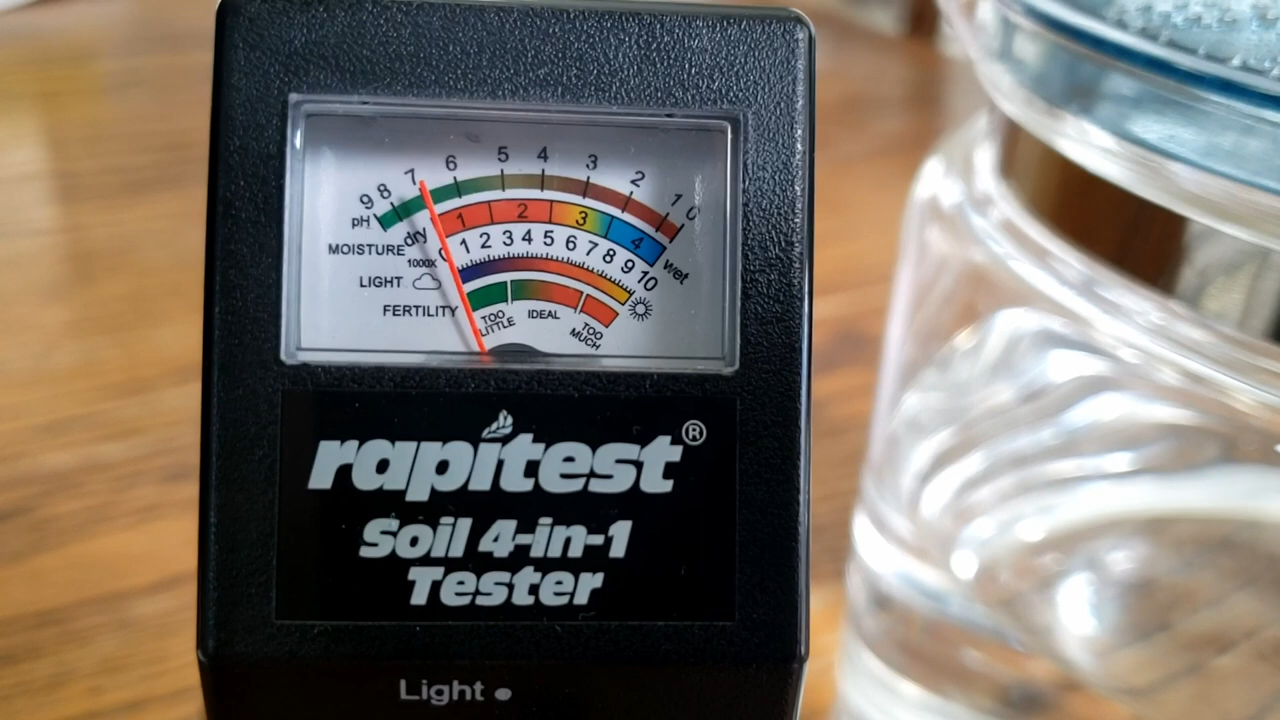 9 8 7 6 5 4 3 2 1 0
pH
MOISTURE dry 1 2 3 4 wet
1000X 0 1 2 3 4 5 6 7 8 9 10
LIGHT
FERTILITY TOO LITTLE IDEAL TOO MUCH
rapitest®
Soil 4-in-1
Tester
Light